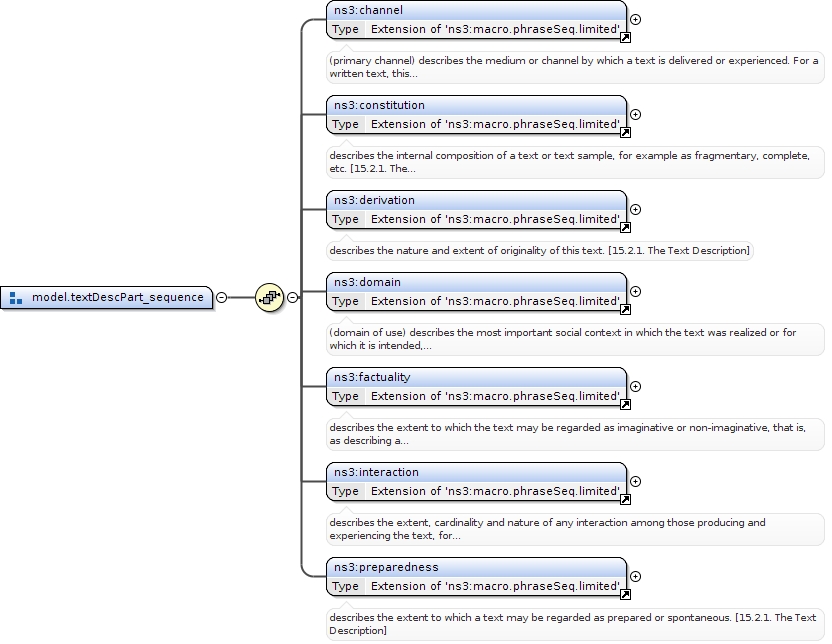 ns3:channel
Type Extension of 'ns3:macro.phraseSeq.limited'
(primary channel) describes the medium or channel by which a text is delivered or experienced. For a
written text, this...
ns3:constitution
Type Extension of 'ns3:macro.phraseSeq.limited'
describes the internal composition of a text or text sample, for example as fragmentary, complete,
etc. [15.2.1. The...
ns3:derivation
Type Extension of 'ns3:macro.phraseSeq.limited'
describes the nature and extent of originality of this text. [15.2.1. The Text Description]
model.textDescPart_sequence
ns3:domain
Type Extension of 'ns3:macro.phraseSeq.limited'
(domain of use) describes the most important social context in which the text was realized or for
which it is intended,...
ns3:factuality
Type Extension of 'ns3:macro.phraseSeq.limited'
describes the extent to which the text may be regarded as imaginative or non-imaginative, that is,
as describing a...
ns3:interaction
Type Extension of 'ns3:macro.phraseSeq.limited'
describes the extent, cardinality and nature of any interaction among those producing and
experiencing the text, for...
ns3:preparedness
Type Extension of 'ns3:macro.phraseSeq.limited'
describes the extent to which a text may be regarded as prepared or spontaneous. [15.2.1. The Text
Description]